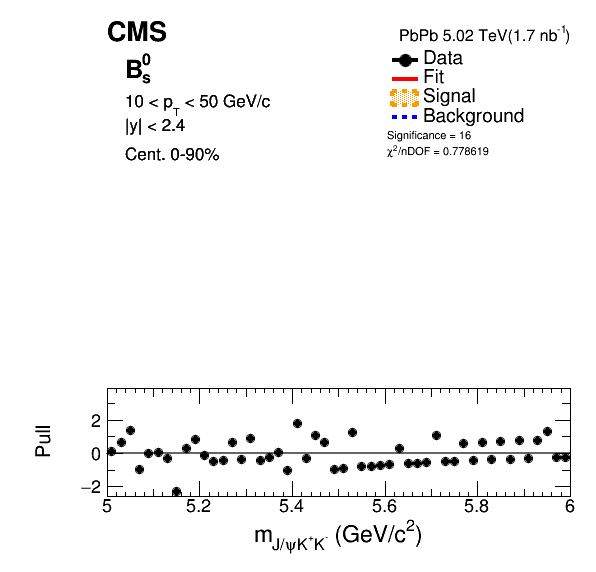 CMS
PbPb 5.02 TeV(1.7 nb⁻¹)
B⁰ₛ
Data
Fit
Signal
Background
10 < p_T < 50 GeV/c
|y| < 2.4
Significance = 16
Cent. 0-90%
χ²/nDOF = 0.778619
Pull
2
0
−2
5 5.2 5.4 5.6 5.8 6
m_J/ψK⁺K⁻ (GeV/c²)